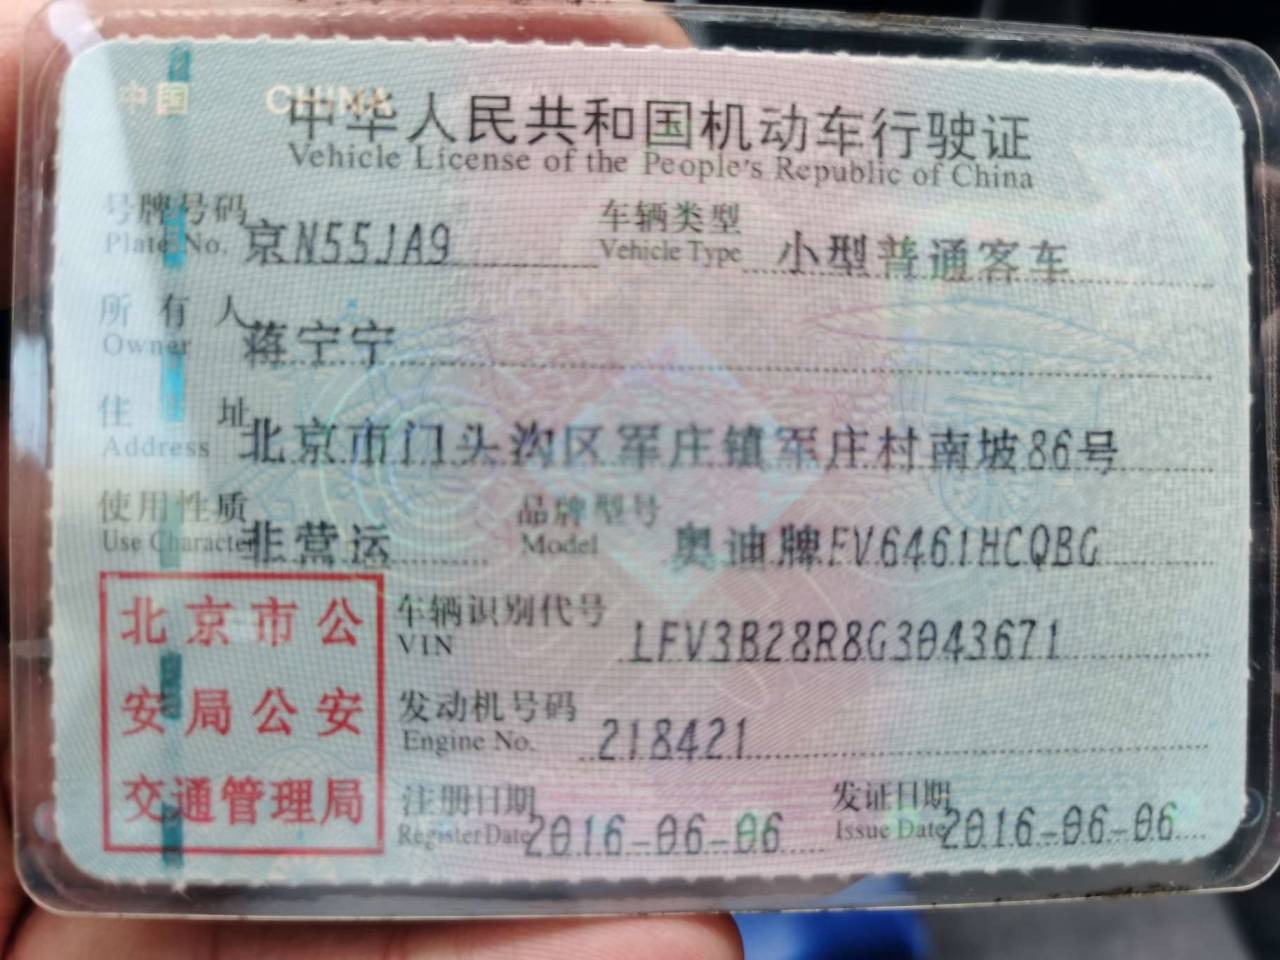 中国 CHINA
中华人民共和国机动车行驶证
Vehicle License of the People's Republic of China
号牌号码 京N55JA9 车辆类型 小型普通客车
Plate No. Vehicle Type
所有人 蒋宁宁
Owner
住址 北京市门头沟区军庄镇军庄村南坡86号
Address
使用性质 非营运 品牌型号 奥迪牌FV6461HCQBG
Use Character Model
北京市公
安局公安
交通管理局
车辆识别代号 LFV3B28R8G3043671
VIN
发动机号码 218421
Engine No.
注册日期 2016-06-06 发证日期 2016-06-06
Register Date Issue Date